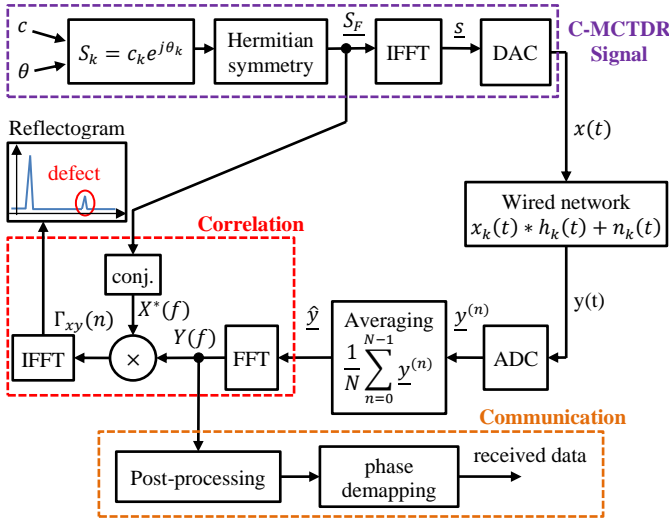 c
θ
S_k = c_k e^{jθ_k}
Hermitian
symmetry
S_F
IFFT
s
DAC
C-MCTDR
Signal
x(t)
Reflectogram
defect
Wired network
x_k(t) * h_k(t) + n_k(t)
Correlation
conj.
X*(f)
Γ_xy(n)
IFFT
×
Y(f)
FFT
ŷ
Averaging
1/N ∑_{n=0}^{N−1} y^{(n)}
y^{(n)}
ADC
y(t)
Communication
Post-processing
phase
demapping
received data